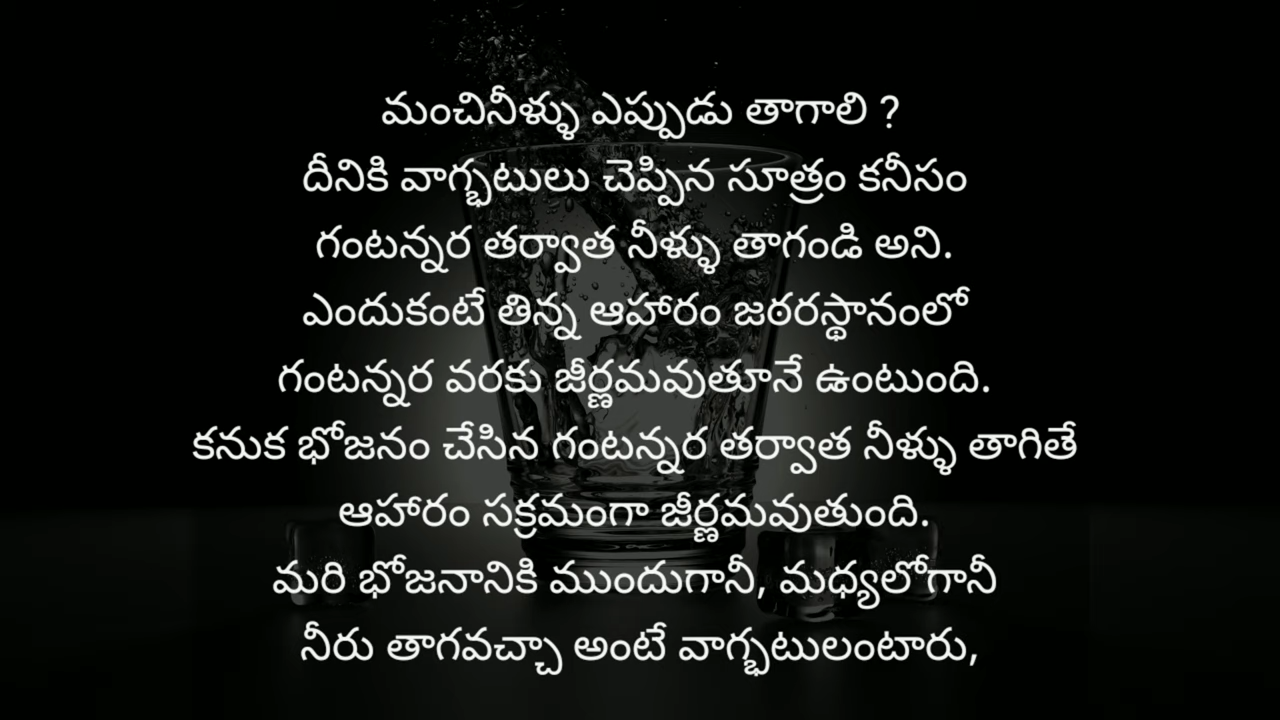 మంచినీళ్ళు ఎప్పుడు తాగాలి ?
దీనికి వాగ్భటులు చెప్పిన సూత్రం కనీసం
గంటన్నర తర్వాత నీళ్ళు తాగండి అని.
ఎందుకంటే తిన్న ఆహారం జఠరస్థానంలో
గంటన్నర వరకు జీర్ణమవుతూనే ఉంటుంది.
కనుక భోజనం చేసిన గంటన్నర తర్వాత నీళ్ళు తాగితే
ఆహారం సక్రమంగా జీర్ణమవుతుంది.
మరి భోజనానికి ముందుగానీ, మధ్యలోగానీ
నీరు తాగవచ్చా అంటే వాగ్భటులంటారు,